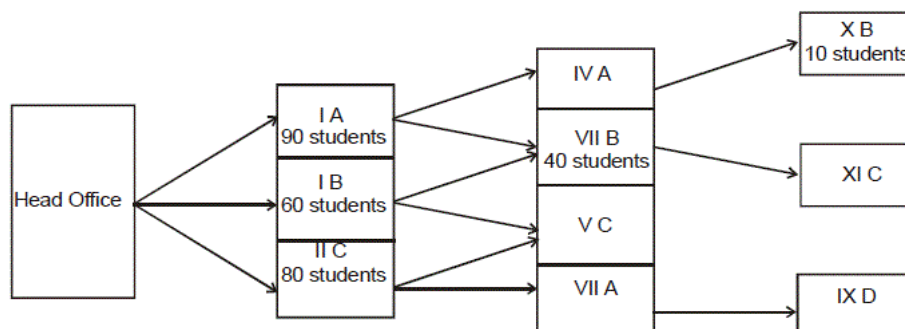 Head Office
I A
90 students
I B
60 students
II C
80 students
IV A
VII B
40 students
V C
VII A
X B
10 students
XI C
IX D